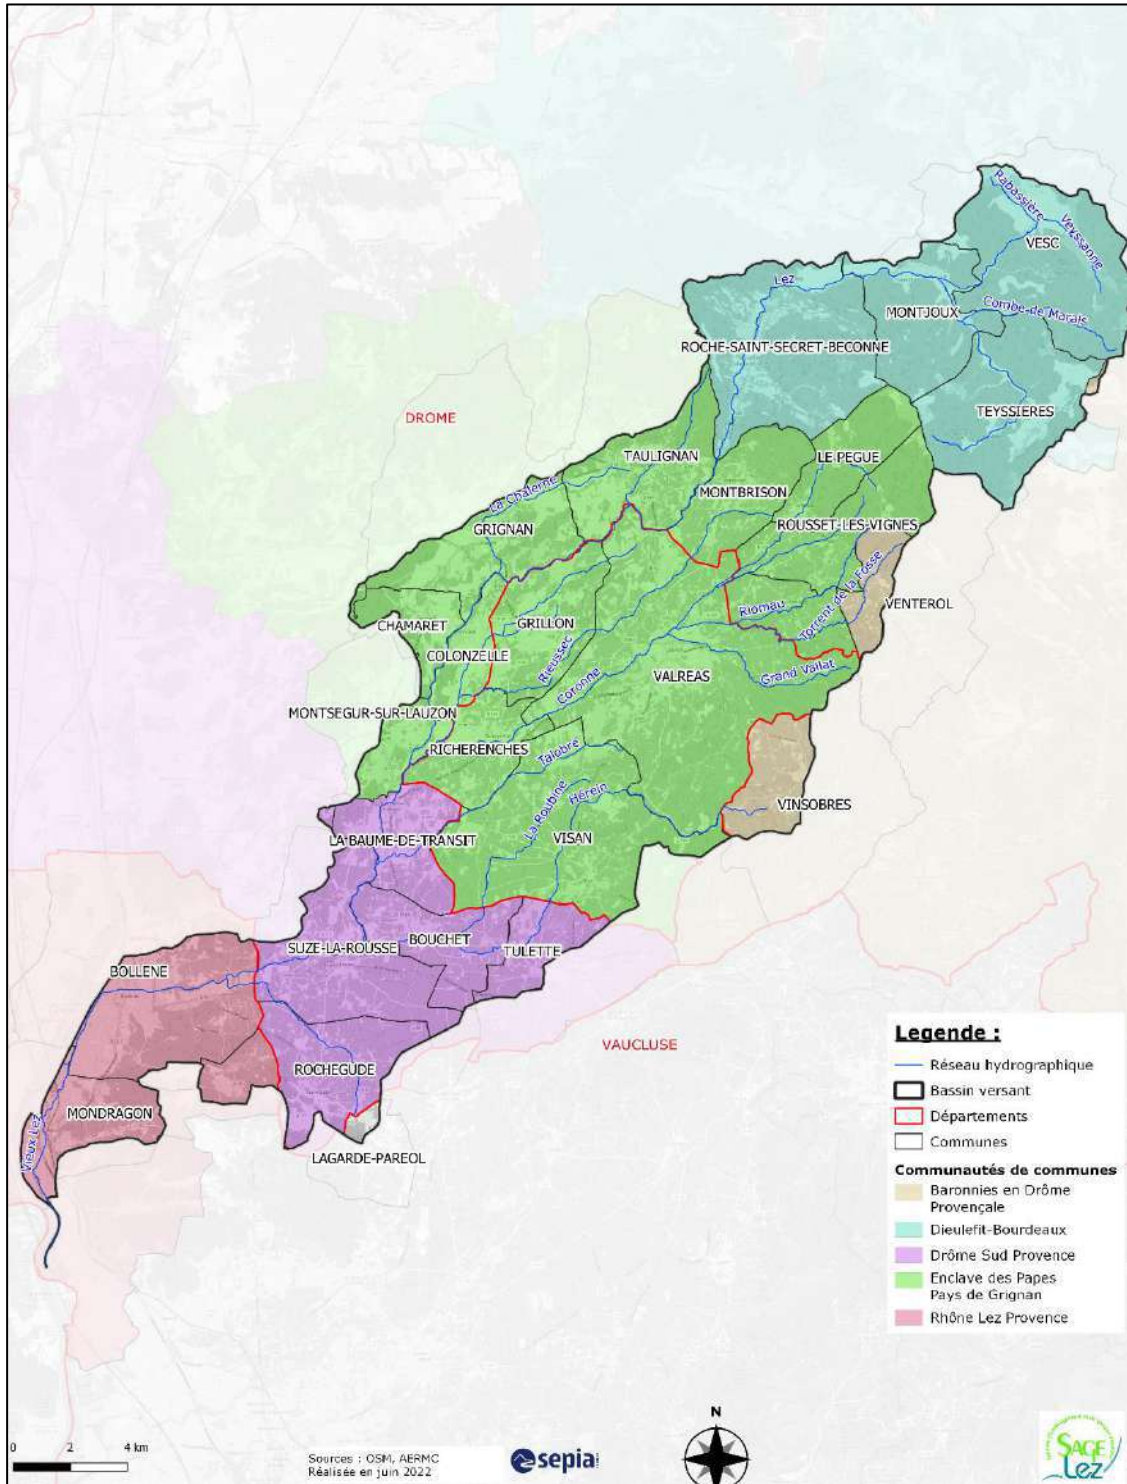 Rabassière
Veyssanne
VESC
Lez
MONTJOUX
Combe de Marais
ROCHE-SAINT-SECRET-BECONNE
DROME
TEYSSIERES
TAULIGNAN
LE-PEGUE
La Chalerne
MONTBRISON
GRIGNAN
ROUSSET-LES-VIGNES
Torrent de la Fosse
VENTEROL
Riomau
CHAMARET
GRILLON
COLONZELLE
Rieussec
Coronne
VALREAS
Grand Vallat
MONTSEGUR-SUR-LAUZON
RICHERENCHES
Talobre
Hérein
La Roubine
VINSOBRES
LA BAUME-DE-TRANSIT
VISAN
SUZE-LA-ROUSSE
BOUCHET
TULETTE
BOLLENE
VAUCLUSE
ROCHEGUDE
MONDRAGON
Vieux Lez
LAGARDE-PAREOL
Legende :
Réseau hydrographique
Bassin versant
Départements
Communes
Communautés de communes
Baronnies en Drôme
Provençale
Dieulefit-Bourdeaux
Drôme Sud Provence
Enclave des Papes
Pays de Grignan
Rhône Lez Provence
0 2 4 km
Sources : OSM, AERMC
Réalisée en juin 2022
sepia
N
SAGE
Lez